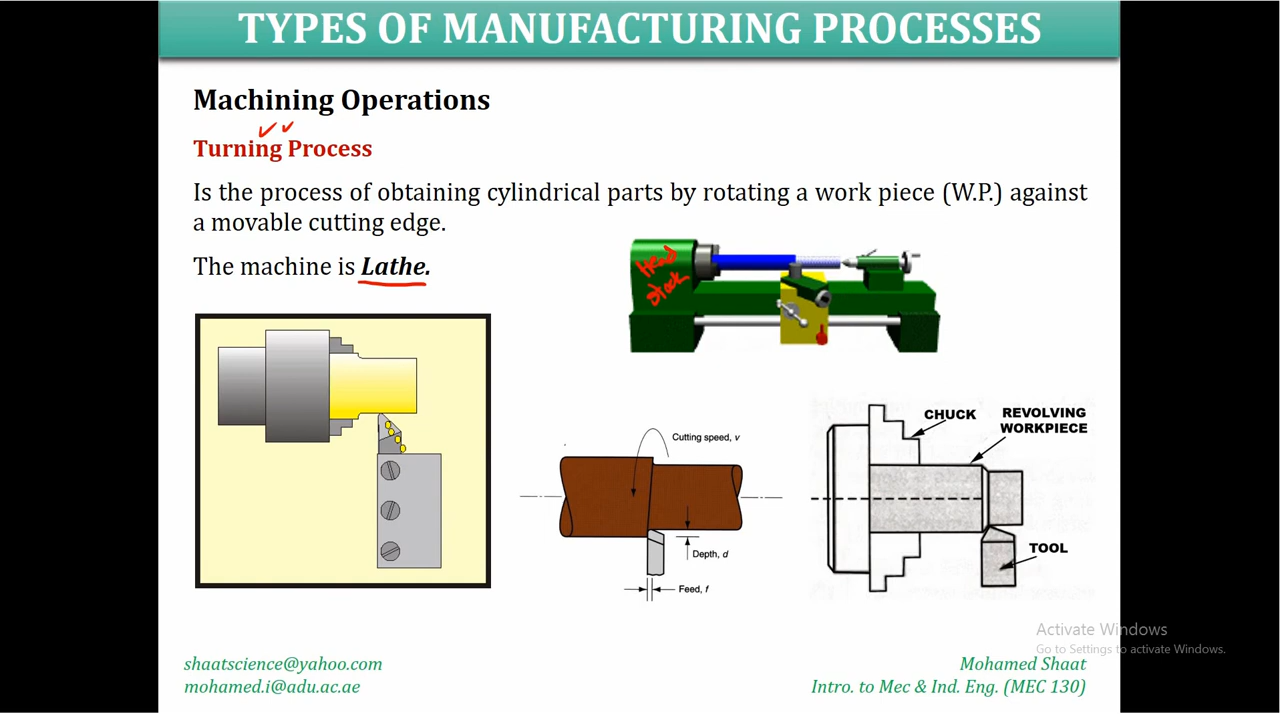 TYPES OF MANUFACTURING PROCESSES
Machining Operations
Turning Process
Is the process of obtaining cylindrical parts by rotating a work piece (W.P.) against
a movable cutting edge.
The machine is Lathe.
Head
stock
Cutting speed, v
Depth, d
Feed, f
CHUCK
REVOLVING
WORKPIECE
TOOL
Activate Windows
Go to Settings to activate Windows.
shaatscience@yahoo.com
mohamed.i@adu.ac.ae
Mohamed Shaat
Intro. to Mec & Ind. Eng. (MEC 130)